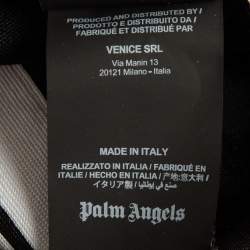 PRODUCED AND DISTRIBUTED BY
PRODOTTO E DISTRIBUITO DA /
FABRIQUÉ ET DISTRIBUÉ PAR
VENICE SRL
Via Manin 13
20121 Milano - Italia
MADE IN ITALY
REALIZZATO IN ITALIA / FABRIQUÉ EN
ITALIE / HECHO EN ITALIA / 产地:意大利 /
イタリア製 / صنع في إيطاليا
Palm Angels